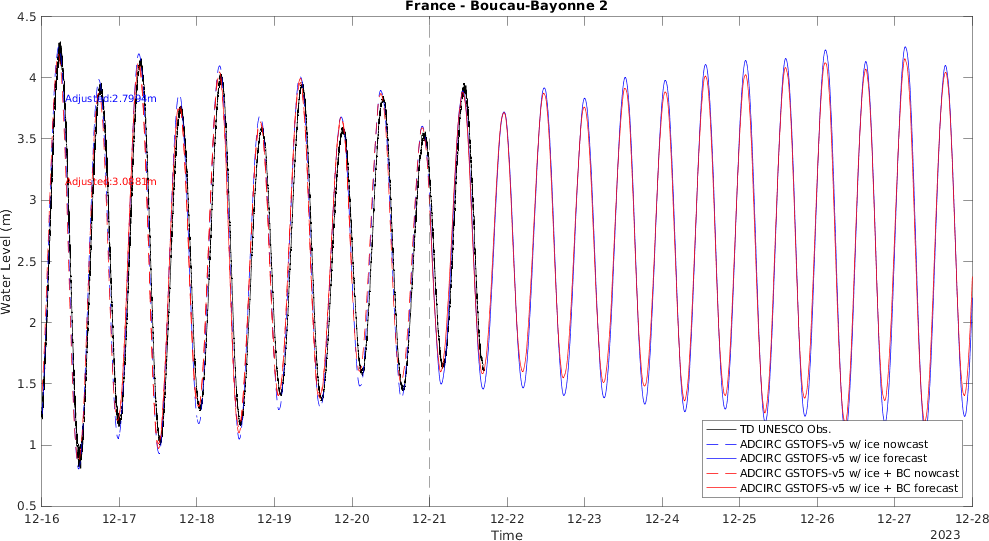 France - Boucau-Bayonne 2
4.5
4
3.5
3
2.5
2
1.5
1
0.5
Water Level (m)
Adjusted:2.7994m
Adjusted:3.0881m
TD UNESCO Obs.
ADCIRC GSTOFS-v5 w/ ice nowcast
ADCIRC GSTOFS-v5 w/ ice forecast
ADCIRC GSTOFS-v5 w/ ice + BC nowcast
ADCIRC GSTOFS-v5 w/ ice + BC forecast
12-16 12-17 12-18 12-19 12-20 12-21 12-22 12-23 12-24 12-25 12-26 12-27 12-28
Time
2023